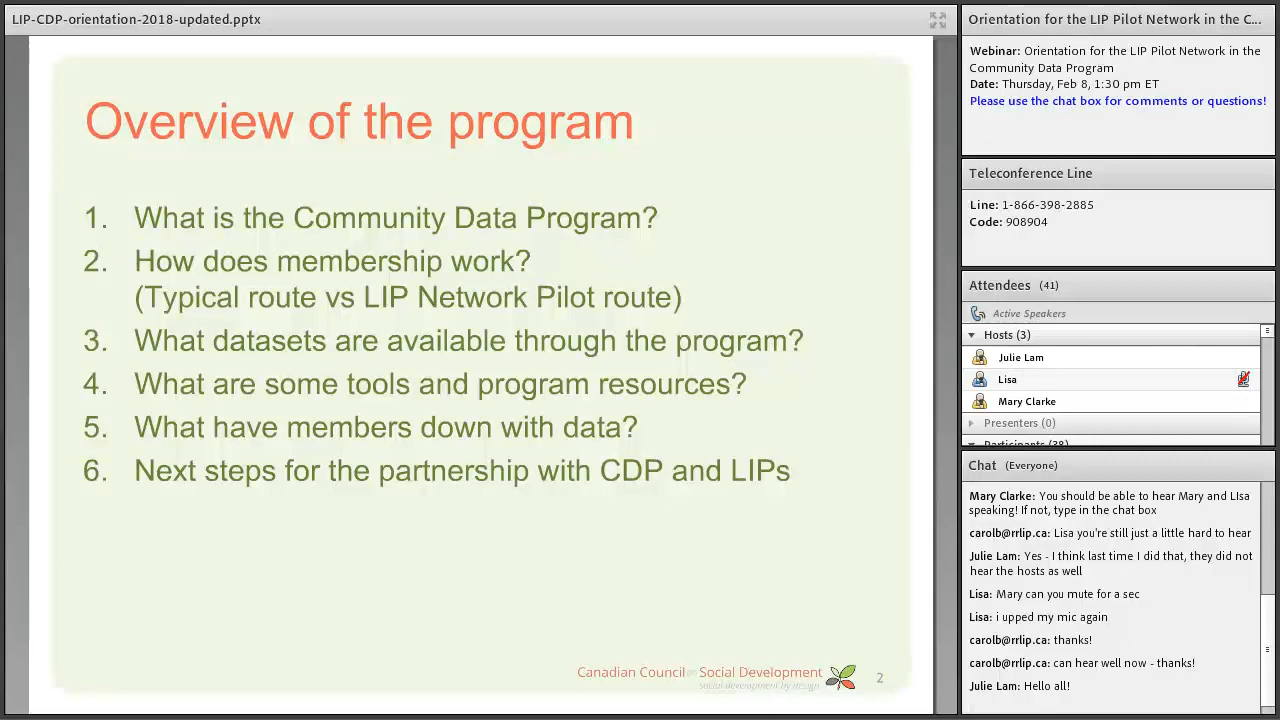 LIP-CDP-orientation-2018-updated.pptx
Overview of the program
1. What is the Community Data Program?
2. How does membership work?
(Typical route vs LIP Network Pilot route)
3. What datasets are available through the program?
4. What are some tools and program resources?
5. What have members down with data?
6. Next steps for the partnership with CDP and LIPs
Canadian Council on Social Development
social development by design
2
Orientation for the LIP Pilot Network in the C...
Webinar: Orientation for the LIP Pilot Network in the
Community Data Program
Date: Thursday, Feb 8, 1:30 pm ET
Please use the chat box for comments or questions!
Teleconference Line
Line: 1-866-398-2885
Code: 908904
Attendees (41)
Active Speakers
Hosts (3)
Julie Lam
Lisa
Mary Clarke
Presenters (0)
Participants (38)
Chat (Everyone)
Mary Clarke: You should be able to hear Mary and LIsa
speaking! If not, type in the chat box
carolb@rrlip.ca: Lisa you're still just a little hard to hear
Julie Lam: Yes - I think last time I did that, they did not
hear the hosts as well
Lisa: Mary can you mute for a sec
Lisa: i upped my mic again
carolb@rrlip.ca: thanks!
carolb@rrlip.ca: can hear well now - thanks!
Julie Lam: Hello all!